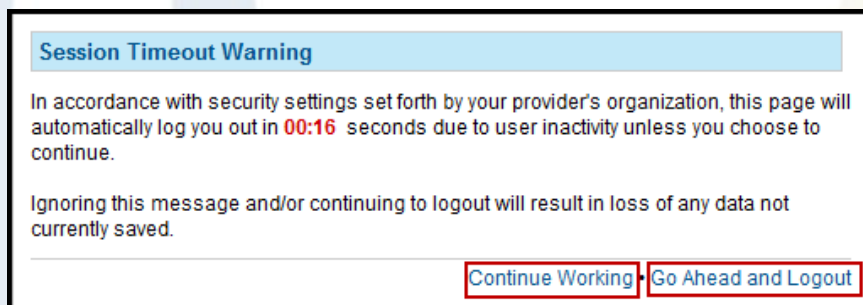 Session Timeout Warning
In accordance with security settings set forth by your provider's organization, this page will
automatically log you out in 00:16 seconds due to user inactivity unless you choose to
continue.
Ignoring this message and/or continuing to logout will result in loss of any data not
currently saved.
Continue Working • Go Ahead and Logout